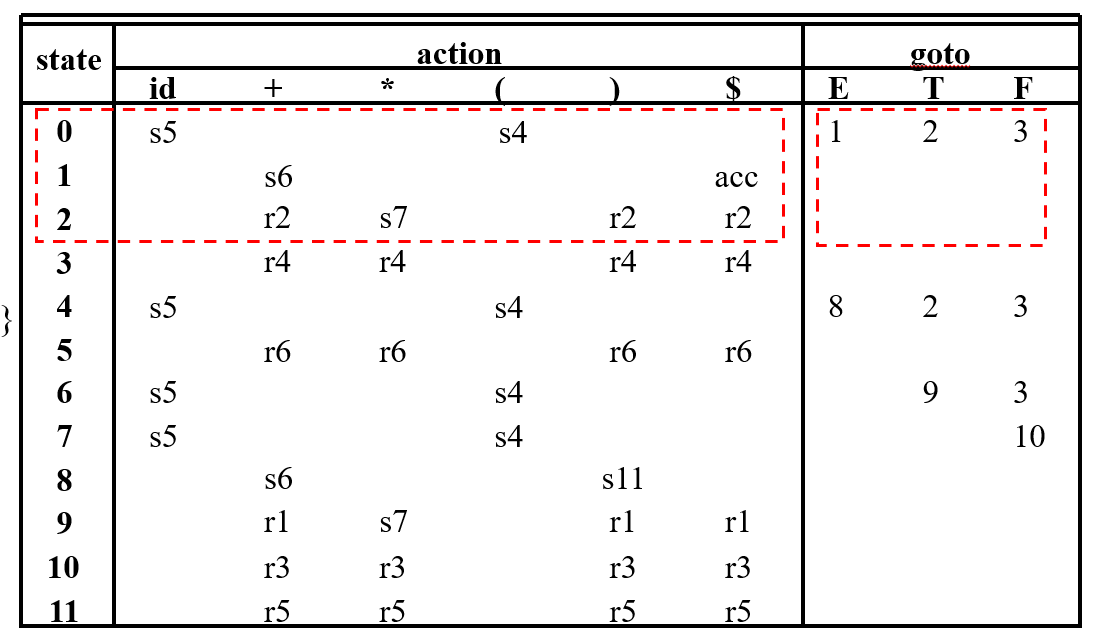 state action goto
id + * ( ) $ E T F
0 s5 s4 1 2 3
1 s6 acc
2 r2 s7 r2 r2
3 r4 r4 r4 r4
4 s5 s4 8 2 3
}
5 r6 r6 r6 r6
6 s5 s4 9 3
7 s5 s4 10
8 s6 s11
9 r1 s7 r1 r1
10 r3 r3 r3 r3
11 r5 r5 r5 r5